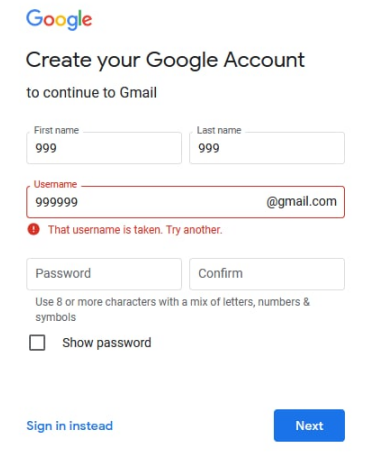 Google
Create your Google Account
to continue to Gmail
First name
999
Last name
999
Username
999999
@gmail.com
That username is taken. Try another.
Password
Confirm
Use 8 or more characters with a mix of letters, numbers &
symbols
Show password
Sign in instead
Next